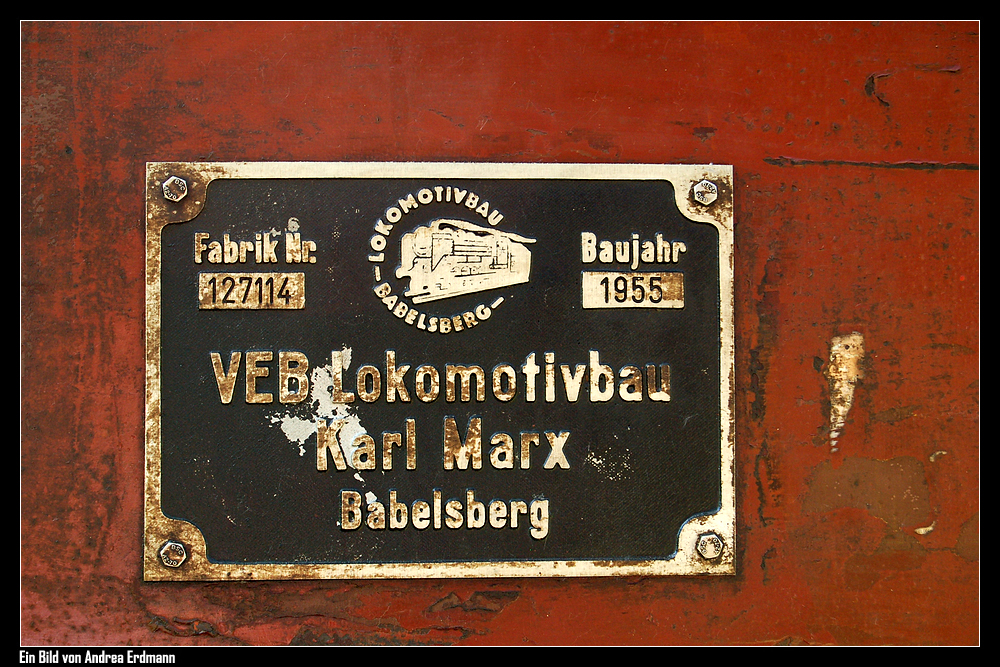 Fabrik Nr.
127114
LOKOMOTIVBAU
BABELSBERG
Baujahr
1955
VEB Lokomotivbau
Karl Marx
Babelsberg
Ein Bild von Andrea Erdmann